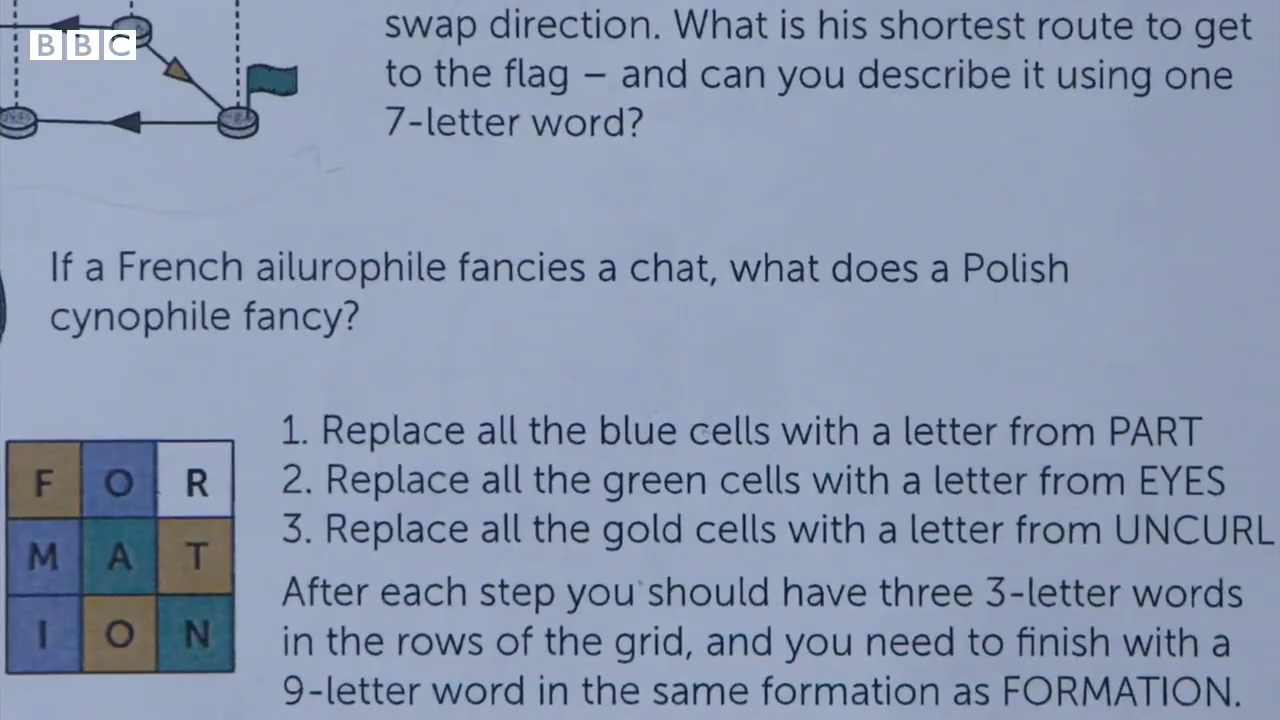 BBC
swap direction. What is his shortest route to get
to the flag – and can you describe it using one
7-letter word?
If a French ailurophile fancies a chat, what does a Polish
cynophile fancy?
F O R
M A T
I O N
1. Replace all the blue cells with a letter from PART
2. Replace all the green cells with a letter from EYES
3. Replace all the gold cells with a letter from UNCURL
After each step you should have three 3-letter words
in the rows of the grid, and you need to finish with a
9-letter word in the same formation as FORMATION.